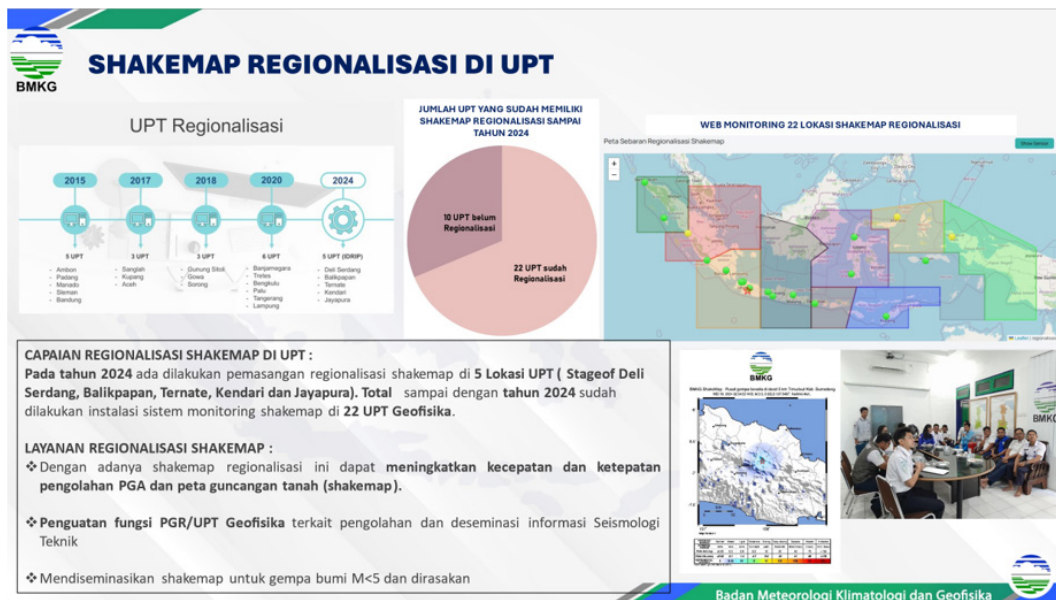 BMKG
SHAKEMAP REGIONALISASI DI UPT
UPT Regionalisasi
2015
2017
2018
2020
2024
5 UPT
3 UPT
3 UPT
6 UPT
5 UPT (IDRIP)
Ambon
Padang
Manado
Sleman
Bandung
Sanglah
Kupang
Aceh
Gunung Sitoli
Gowa
Sorong
Banjarnegara
Tretes
Bengkulu
Palu
Tangerang
Lampung
Deli Serdang
Balikpapan
Ternate
Kendari
Jayapura
JUMLAH UPT YANG SUDAH MEMILIKI
SHAKEMAP REGIONALISASI SAMPAI
TAHUN 2024
10 UPT belum
Regionalisasi
22 UPT sudah
Regionalisasi
WEB MONITORING 22 LOKASI SHAKEMAP REGIONALISASI
Peta Sebaran Regionalisasi Shakemap
CAPAIAN REGIONALISASI SHAKEMAP DI UPT :
Pada tahun 2024 ada dilakukan pemasangan regionalisasi shakemap di 5 Lokasi UPT ( Stageof Deli
Serdang, Balikpapan, Ternate, Kendari dan Jayapura). Total sampai dengan tahun 2024 sudah
dilakukan instalasi sistem monitoring shakemap di 22 UPT Geofisika.
LAYANAN REGIONALISASI SHAKEMAP :
❖Dengan adanya shakemap regionalisasi ini dapat meningkatkan kecepatan dan ketepatan
pengolahan PGA dan peta guncangan tanah (shakemap).
❖Penguatan fungsi PGR/UPT Geofisika terkait pengolahan dan deseminasi informasi Seismologi
Teknik
❖Mendiseminasikan shakemap untuk gempa bumi M<5 dan dirasakan
BMKG
BMKG
Badan Meteorologi Klimatologi dan Geofisika